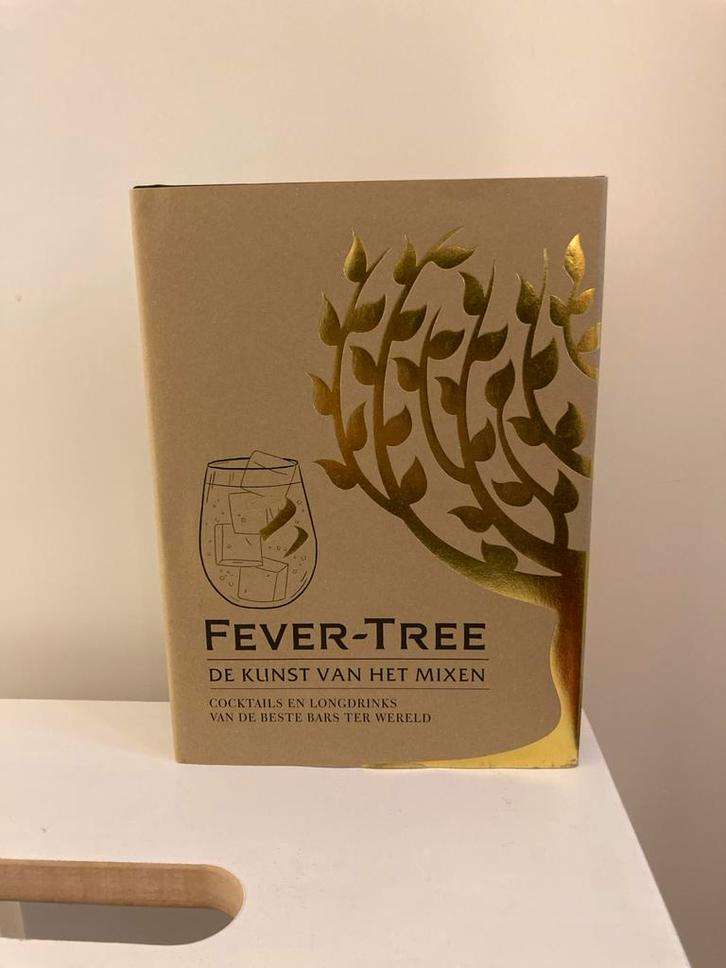 FEVER-TREE
DE KUNST VAN HET MIXEN
COCKTAILS EN LONGDRINKS
VAN DE BESTE BARS TER WERELD